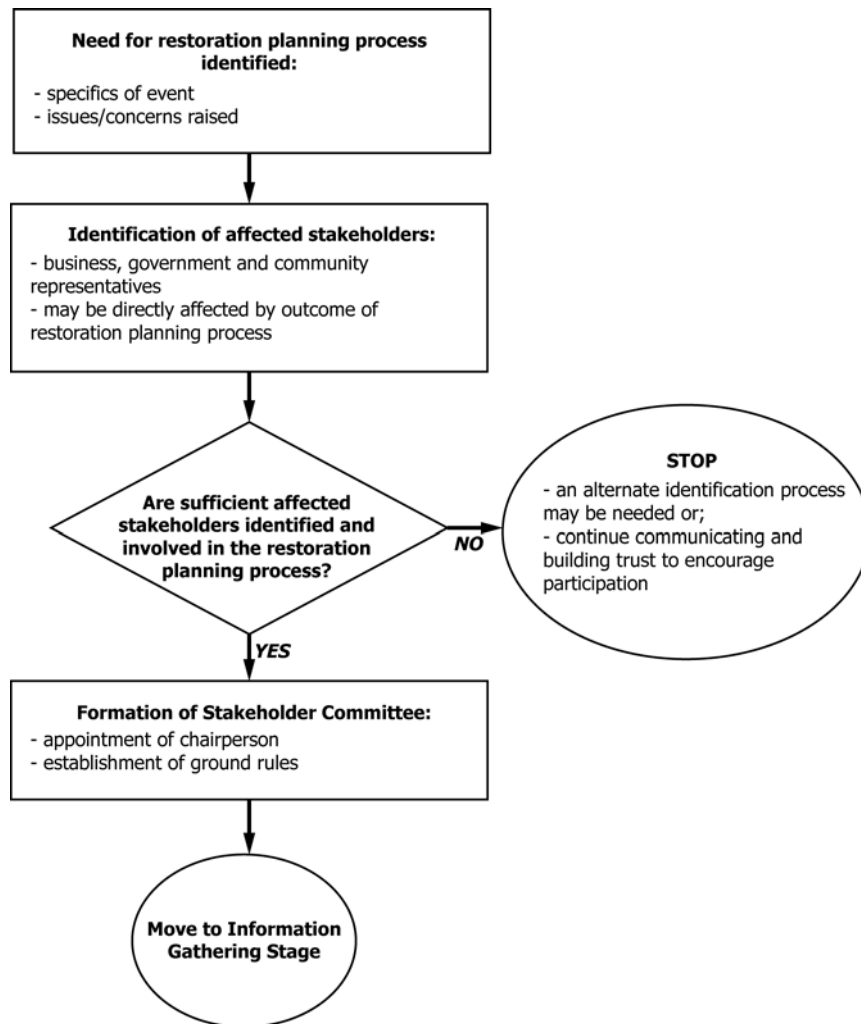 Need for restoration planning process
identified:
- specifics of event
- issues/concerns raised
Identification of affected stakeholders:
- business, government and community
representatives
- may be directly affected by outcome of
restoration planning process
Are sufficient affected
stakeholders identified and
involved in the restoration
planning process?
NO
STOP
- an alternate identification process
may be needed or;
- continue communicating and
building trust to encourage
participation
YES
Formation of Stakeholder Committee:
- appointment of chairperson
- establishment of ground rules
Move to Information
Gathering Stage